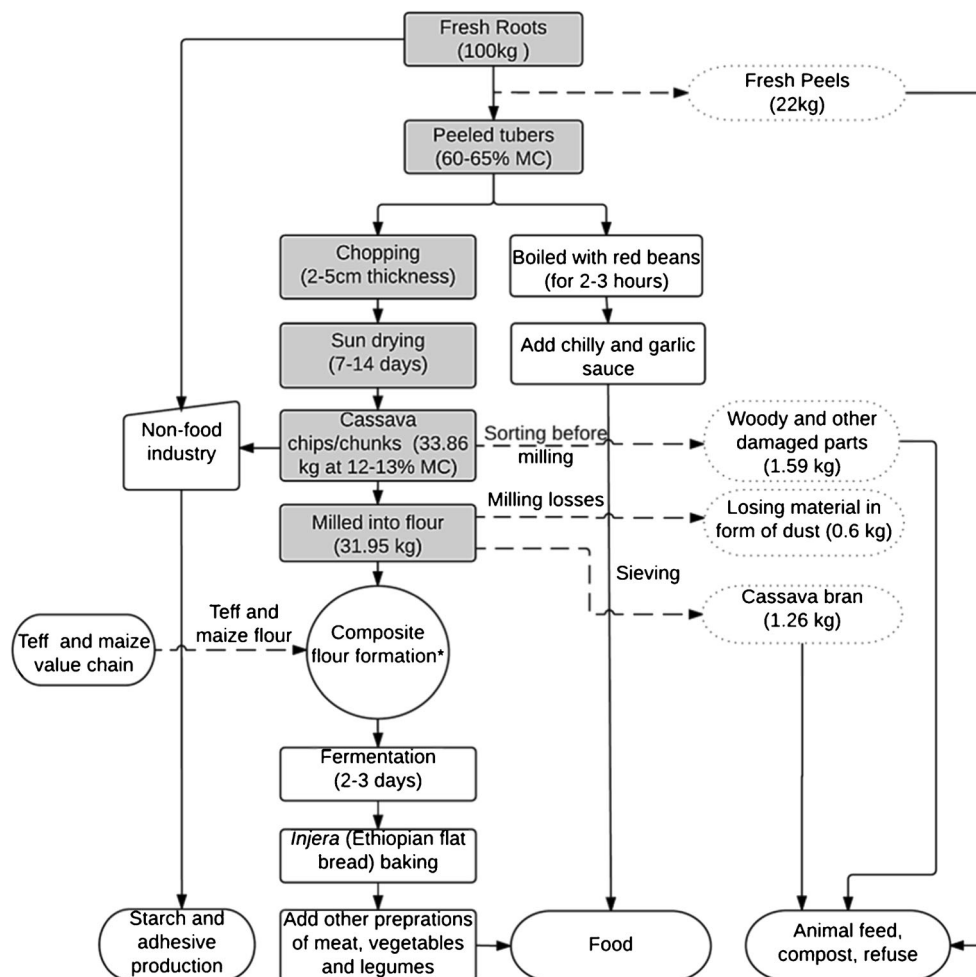 Fresh Roots
(100kg )
Fresh Peels
(22kg)
Peeled tubers
(60-65% MC)
Chopping
(2-5cm thickness)
Boiled with red beans
(for 2-3 hours)
Sun drying
(7-14 days)
Add chilly and garlic
sauce
Non-food
industry
Cassava
chips/chunks (33.86
kg at 12-13% MC)
Sorting before
milling
Woody and other
damaged parts
(1.59 kg)
Milled into flour
(31.95 kg)
Milling losses
Losing material in
form of dust (0.6 kg)
Sieving
Cassava bran
(1.26 kg)
Teff and maize
value chain
Teff and
maize flour
Composite
flour formation*
Fermentation
(2-3 days)
Injera (Ethiopian flat
bread) baking
Starch and
adhesive
production
Add other preprations
of meat, vegetables
and legumes
Food
Animal feed,
compost, refuse